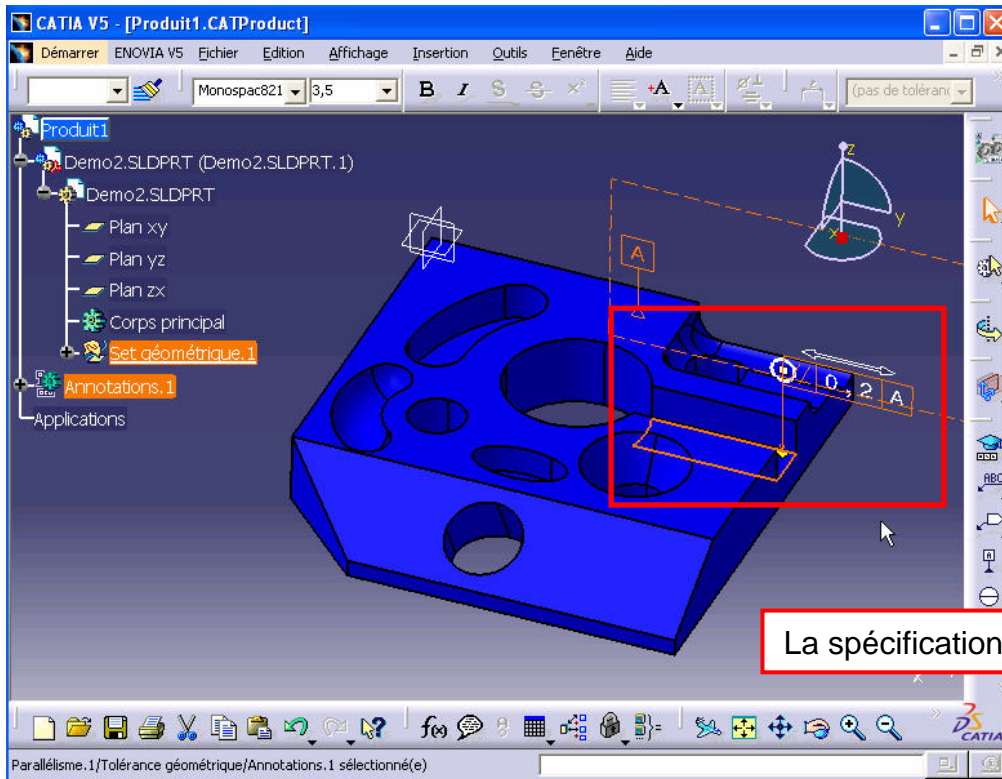 CATIA V5 - [Produit1.CATProduct]
Démarrer ENOVIA V5 Fichier Edition Affichage Insertion Outils Fenêtre Aide
Monospac821 3,5 B I S S +A (pas de toléranc
Produit1
Demo2.SLDPRT (Demo2.SLDPRT.1)
Demo2.SLDPRT
Plan xy
Plan yz
Plan zx
Corps principal
Set géométrique.1
Annotations.1
Applications
z
y
x
A
0,2 A
ABC
A
La spécification
x
f(x)
CATIA
Parallélisme.1/Tolérance géométrique/Annotations.1 sélectionné(e)